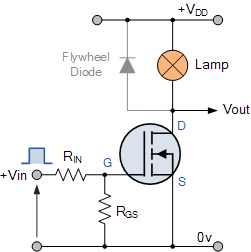 +VDD
Flywheel
Diode
Lamp
Vout
D
RIN
G
+Vin
S
RGS
0v